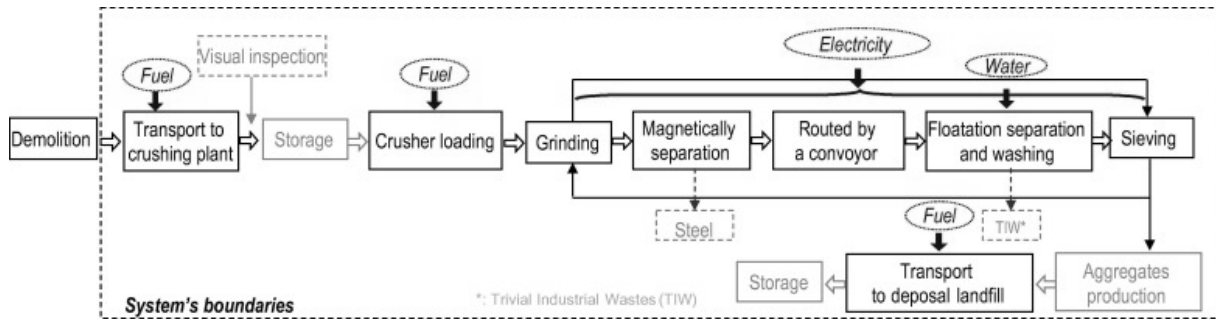 Electricity
Visual inspection
Fuel
Fuel
Water
Demolition
Transport to
crushing plant
Storage
Crusher loading
Grinding
Magnetically
separation
Routed by
a convoyor
Floatation separation
and washing
Sieving
Steel
Fuel
TIW*
Storage
Transport
to deposal landfill
Aggregates
production
System's boundaries
*: Trivial Industrial Wastes (TIW)